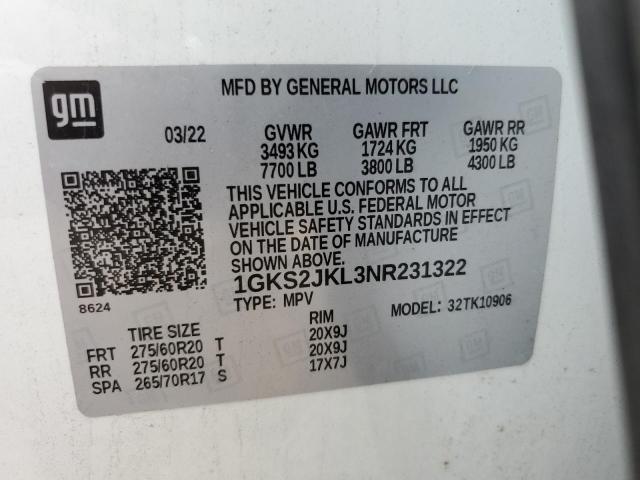 gm
MFD BY GENERAL MOTORS LLC
03/22 GVWR GAWR FRT GAWR RR
3493 KG 1724 KG 1950 KG
7700 LB 3800 LB 4300 LB
THIS VEHICLE CONFORMS TO ALL
APPLICABLE U.S. FEDERAL MOTOR
VEHICLE SAFETY STANDARDS IN EFFECT
ON THE DATE OF MANUFACTURE
SHOWN ABOVE.
1GKS2JKL3NR231322
8624
TYPE: MPV MODEL: 32TK10906
TIRE SIZE RIM
FRT 275/60R20 T 20X9J
RR 275/60R20 T 20X9J
SPA 265/70R17 S 17X7J